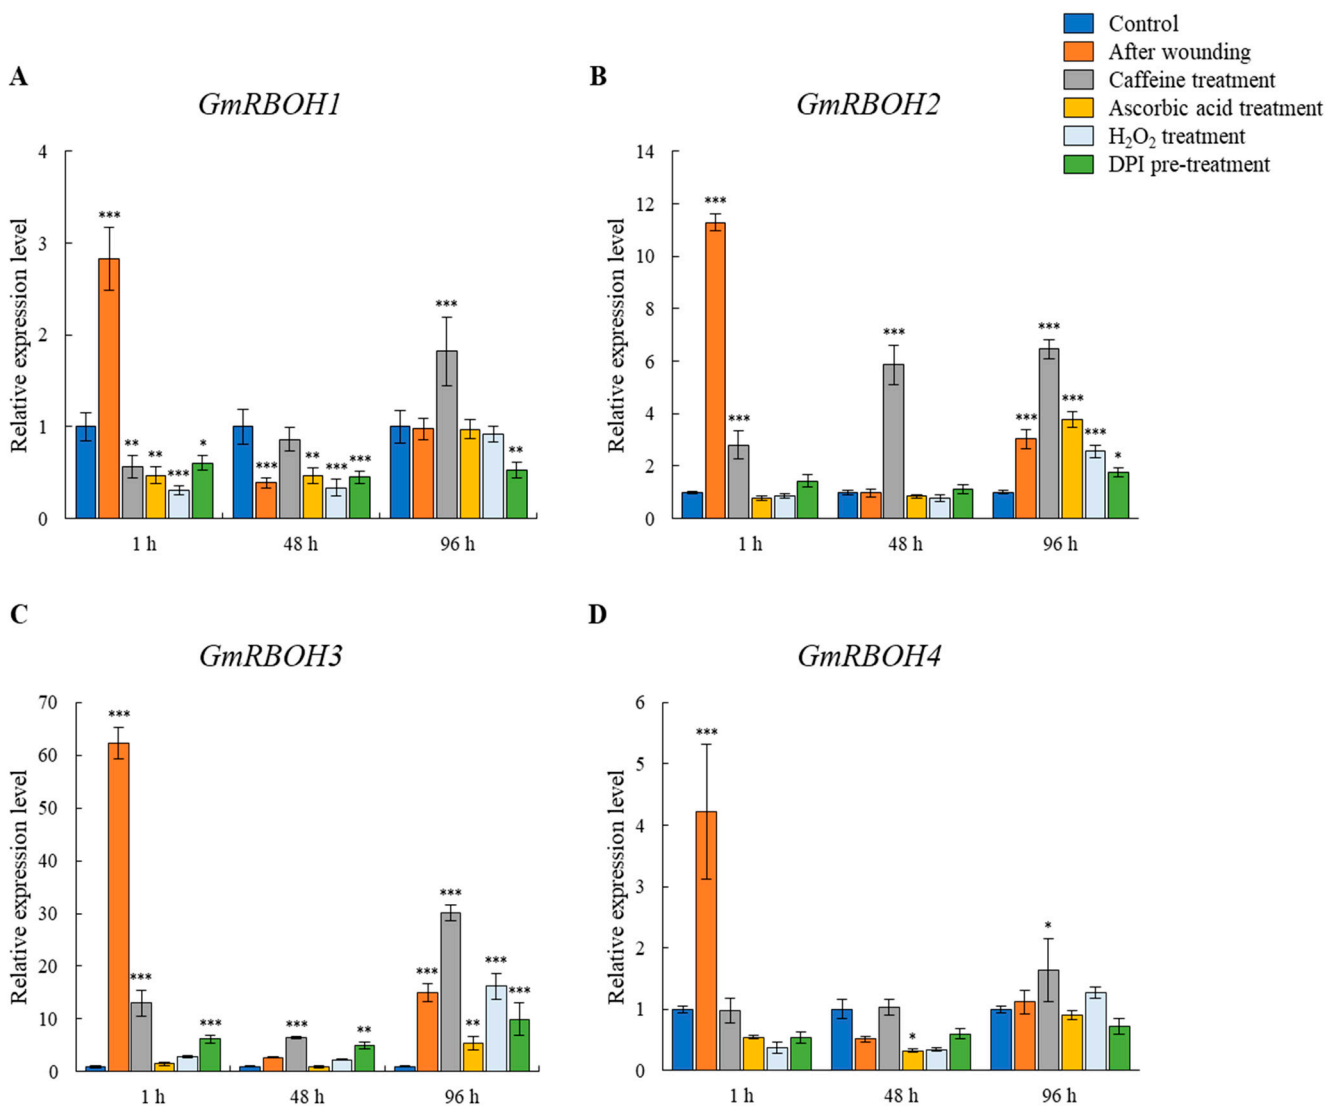 Control
After wounding
Caffeine treatment
Ascorbic acid treatment
H₂O₂ treatment
DPI pre-treatment
A
GmRBOH1
Relative expression level
4
3
2
1
0
***
**
**
***
*
***
**
***
***
***
**
1 h
48 h
96 h
B
GmRBOH2
Relative expression level
14
12
10
8
6
4
2
0
***
***
***
***
***
***
***
*
1 h
48 h
96 h
C
GmRBOH3
Relative expression level
70
60
50
40
30
20
10
0
***
***
***
***
**
***
***
**
***
***
1 h
48 h
96 h
D
GmRBOH4
Relative expression level
6
5
4
3
2
1
0
***
*
*
1 h
48 h
96 h